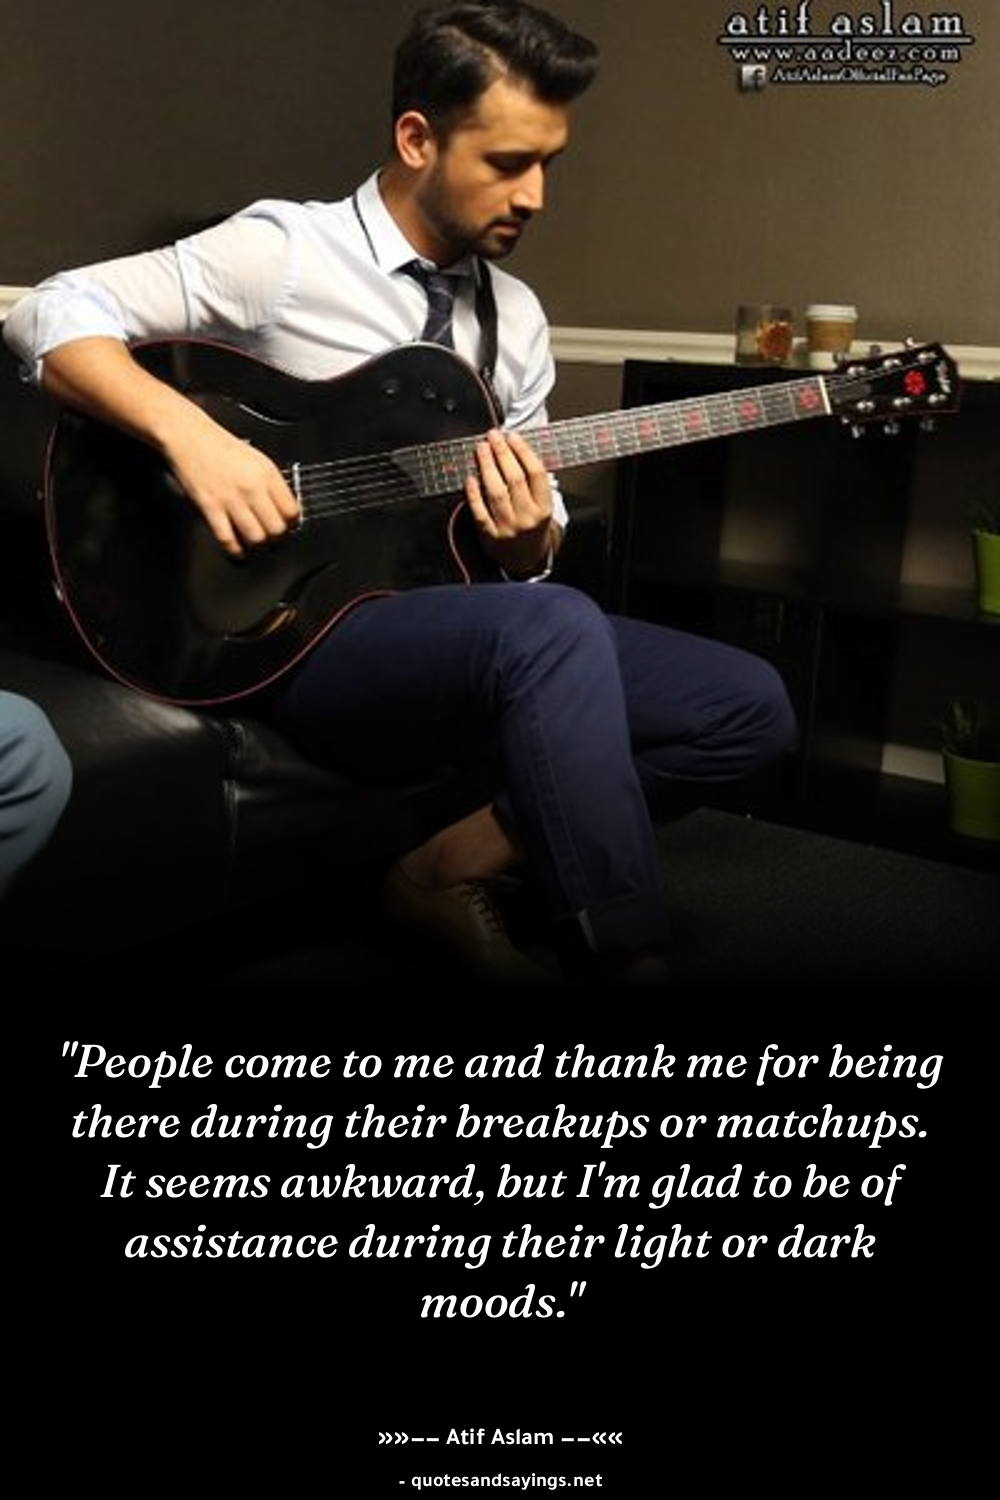 atif aslam
www.aadeez.com
AtifAslamOfficialFanPage
"People come to me and thank me for being
there during their breakups or matchups.
It seems awkward, but I'm glad to be of
assistance during their light or dark
moods."
»»−− Atif Aslam −−««
- quotesandsayings.net